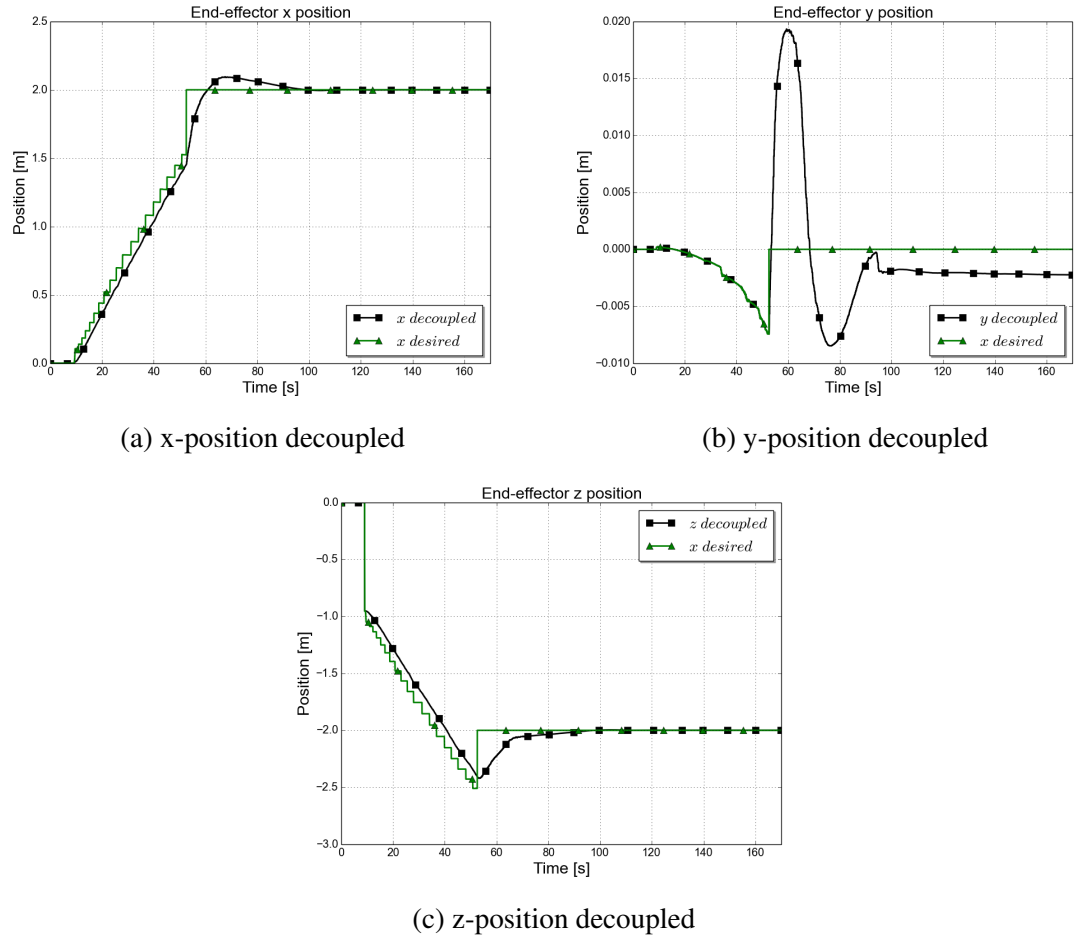 End-effector x position
2.5
2.0
1.5
1.0
0.5
0.0
Position [m]
x decoupled
x desired
0 20 40 60 80 100 120 140 160
Time [s]
(a) x-position decoupled
End-effector y position
0.020
0.015
0.010
0.005
0.000
−0.005
−0.010
Position [m]
y decoupled
x desired
0 20 40 60 80 100 120 140 160
Time [s]
(b) y-position decoupled
End-effector z position
0.0
−0.5
−1.0
−1.5
−2.0
−2.5
−3.0
Position [m]
z decoupled
x desired
0 20 40 60 80 100 120 140 160
Time [s]
(c) z-position decoupled